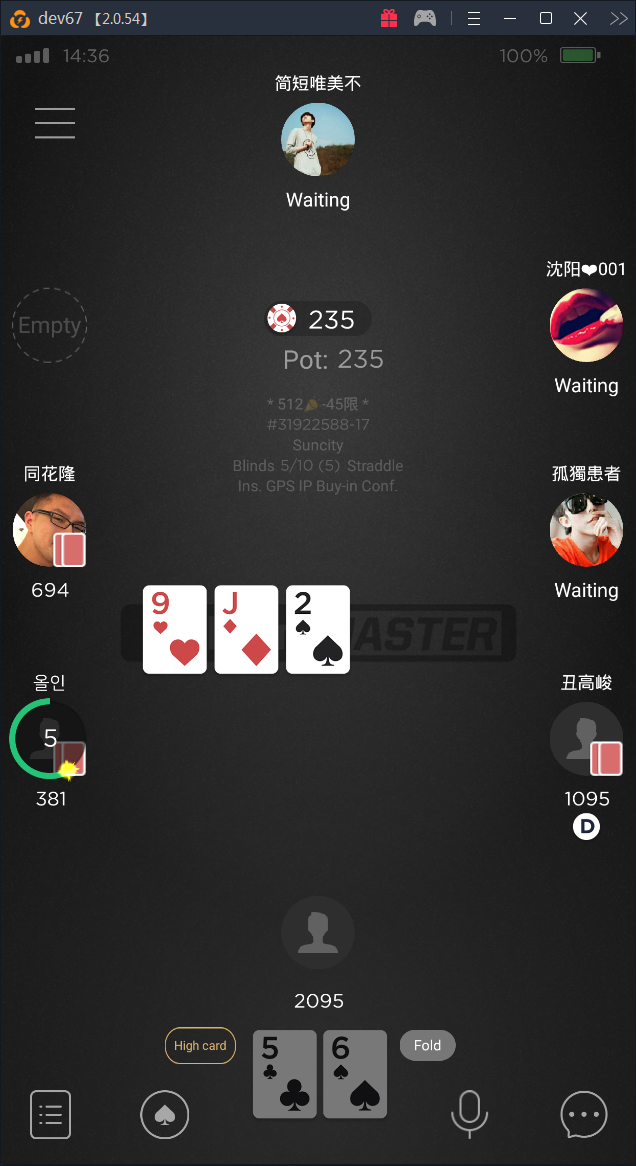 dev67 【2.0.54】
14:36
100%
简短唯美不
Waiting
沈阳❤001
Empty
235
Pot: 235
Waiting
* 512 -45限 *
#31922588-17
Suncity
Blinds 5/10 (5) Straddle
Ins. GPS IP Buy-in Conf.
同花隆
孤獨患者
694
Waiting
9 J 2
MASTER
올인
丑高峻
5
381
1095
D
2095
High card
5 6
Fold